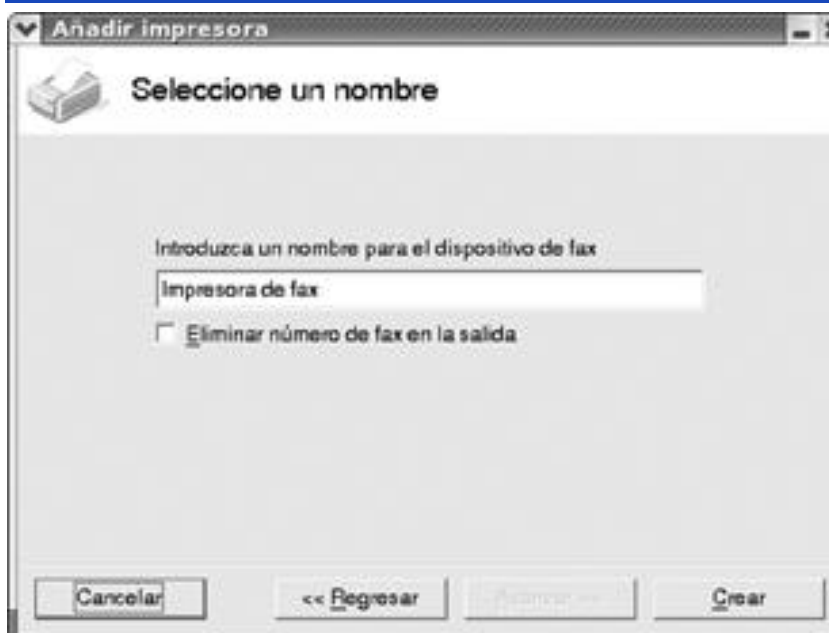 Añadir impresora
Seleccione un nombre
Introduzca un nombre para el dispositivo de fax
Impresora de fax
Eliminar número de fax en la salida
Cancelar
<< Regresar
Crear